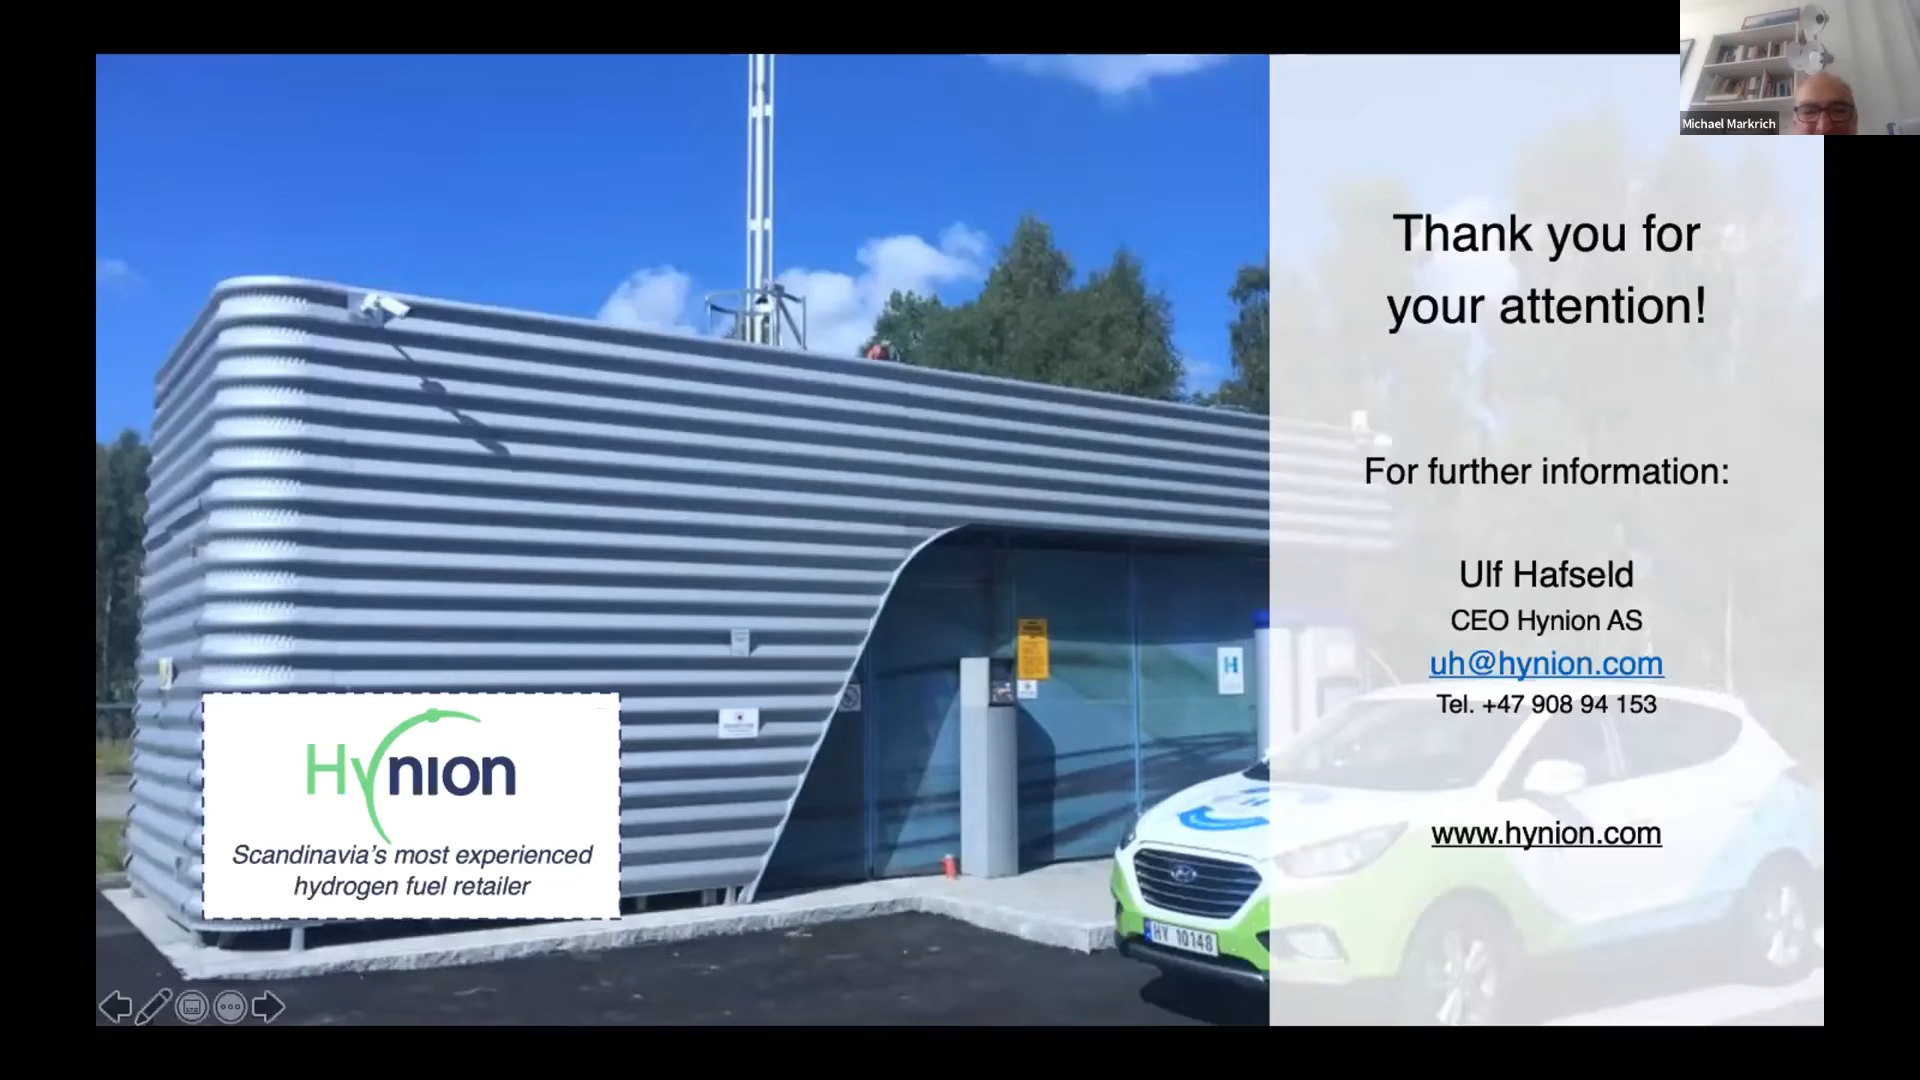 Michael Markrich
Thank you for
your attention!
For further information:
Ulf Hafseld
CEO Hynion AS
uh@hynion.com
Tel. +47 908 94 153
www.hynion.com
Hynion
Scandinavia's most experienced
hydrogen fuel retailer
H
HY 10148